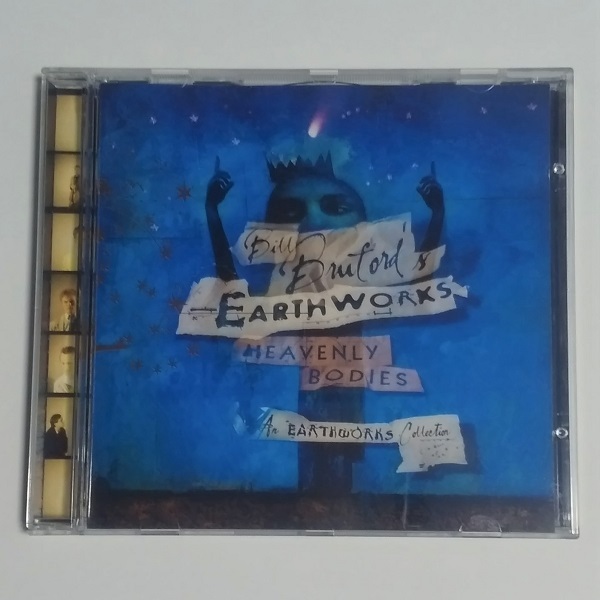 Bill
Bruford's
EARTHWORKS
HEAVENLY
BODIES
An EARTHWORKS Collection